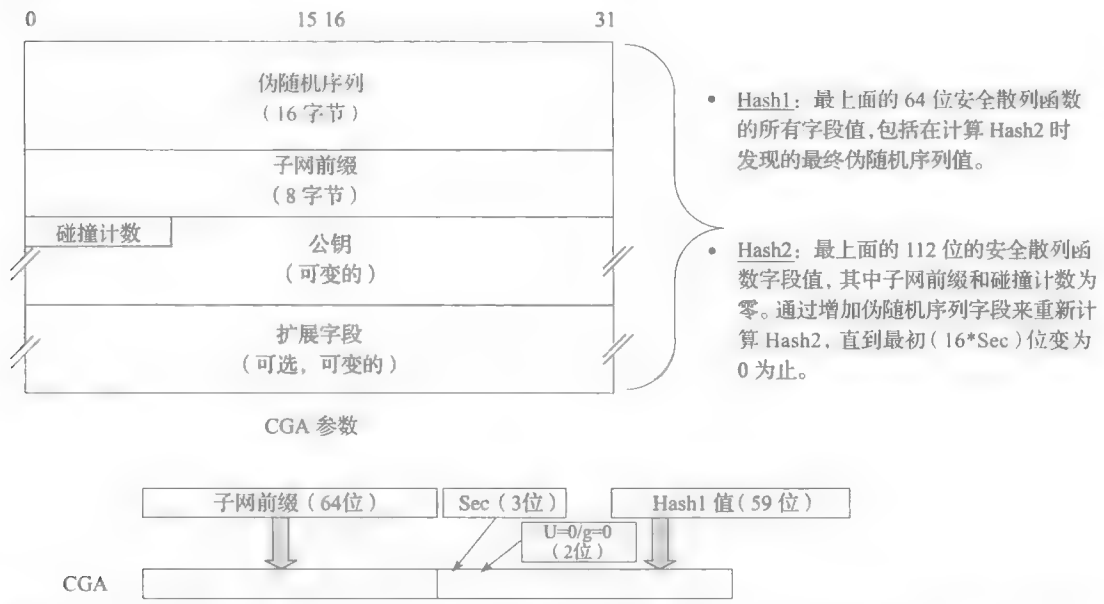 0 15 16 31
伪随机序列
（16 字节）
子网前缀
（8 字节）
碰撞计数
公钥
（可变的）
扩展字段
（可选，可变的）
CGA 参数
• Hash1：最上面的 64 位安全散列函数
的所有字段值,包括在计算 Hash2 时
发现的最终伪随机序列值。
• Hash2：最上面的 112 位的安全散列函
数字段值，其中子网前缀和碰撞计数为
零。通过增加伪随机序列字段来重新计
算 Hash2，直到最初（16*Sec）位变为
0 为止。
子网前缀（64位）
Sec（3位）
Hash1 值（59 位）
U=0/g=0
（2位）
CGA